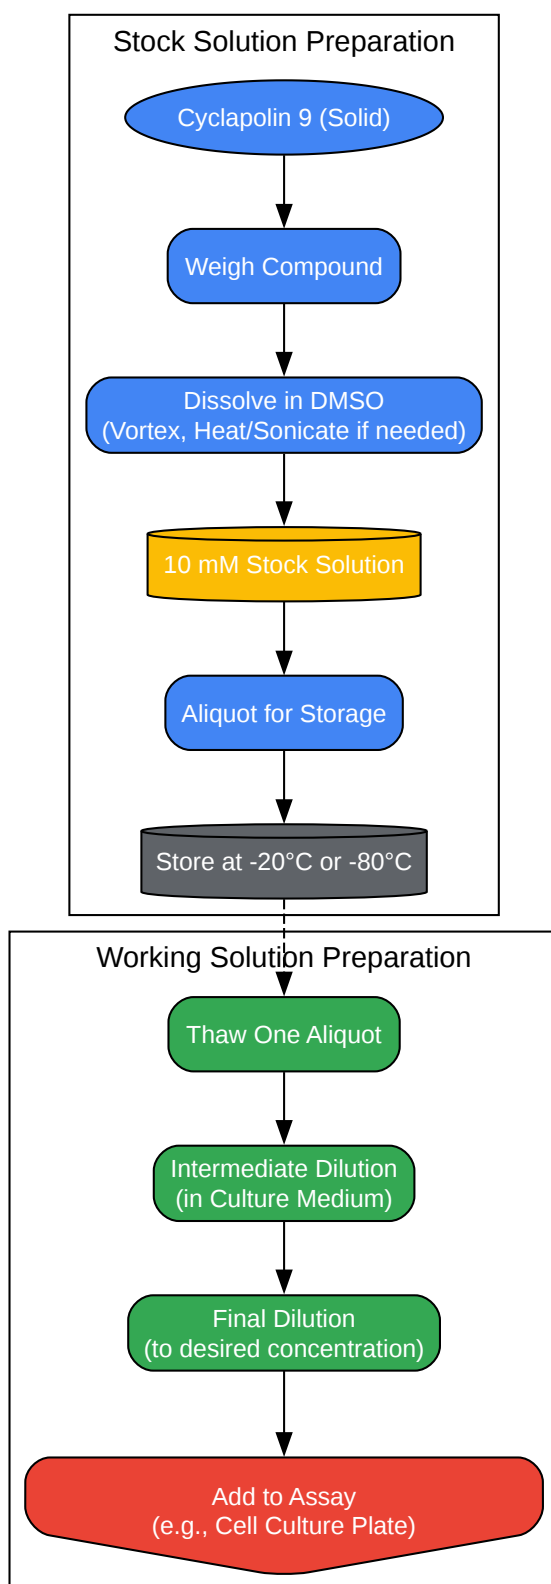 Stock Solution Preparation
Cyclapolin 9 (Solid)
Weigh Compound
Dissolve in DMSO
(Vortex, Heat/Sonicate if needed)
10 mM Stock Solution
Aliquot for Storage
Store at -20°C or -80°C
Working Solution Preparation
Thaw One Aliquot
Intermediate Dilution
(in Culture Medium)
Final Dilution
(to desired concentration)
Add to Assay
(e.g., Cell Culture Plate)